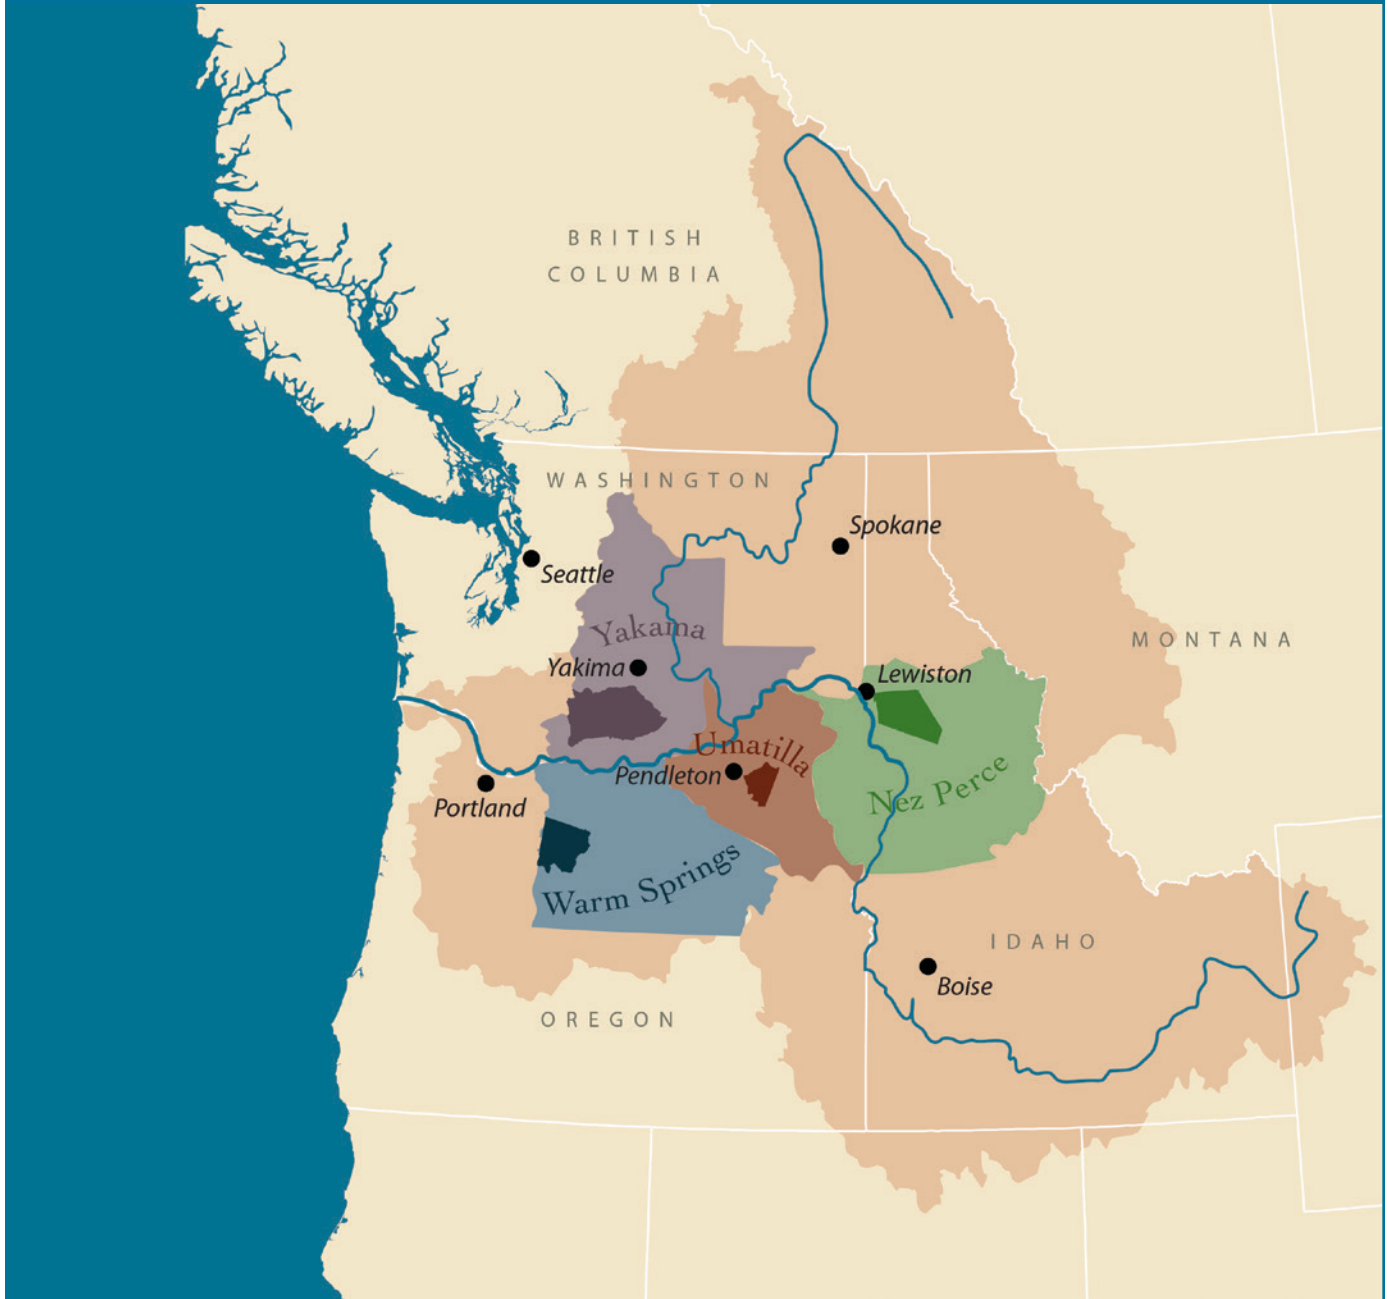 BRITISH
COLUMBIA
WASHINGTON
Spokane
Seattle
Yakama
MONTANA
Yakima
Lewiston
Umatilla
Pendleton
Nez Perce
Portland
Warm Springs
IDAHO
Boise
OREGON